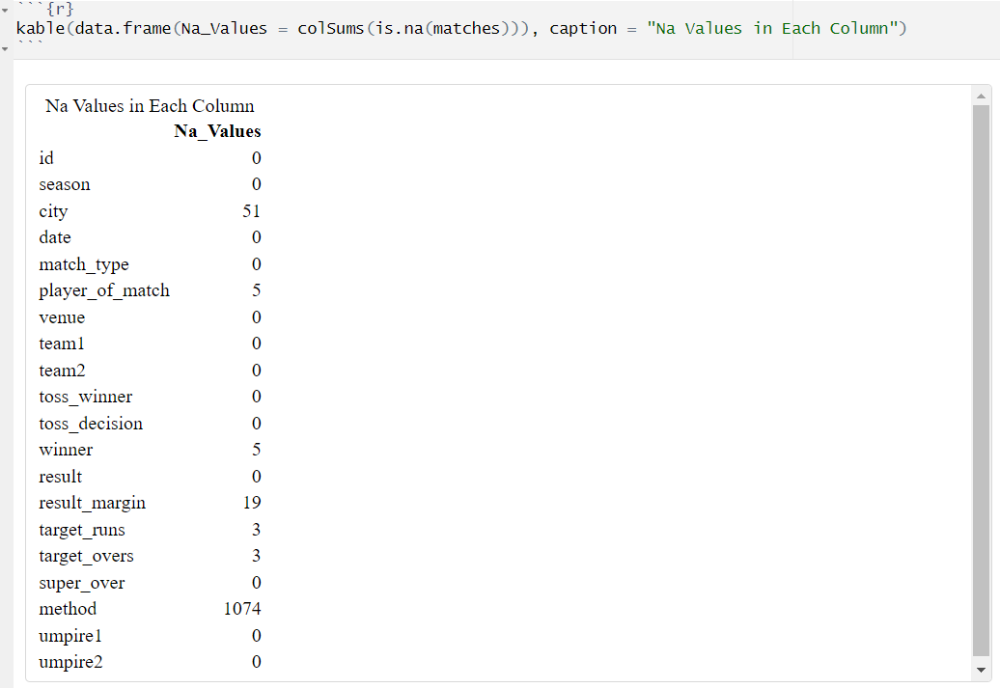 ```{r}
kable(data.frame(Na_Values = colSums(is.na(matches))), caption = "Na Values in Each Column")
```
Na Values in Each Column
Na_Values
id 0
season 0
city 51
date 0
match_type 0
player_of_match 5
venue 0
team1 0
team2 0
toss_winner 0
toss_decision 0
winner 5
result 0
result_margin 19
target_runs 3
target_overs 3
super_over 0
method 1074
umpire1 0
umpire2 0